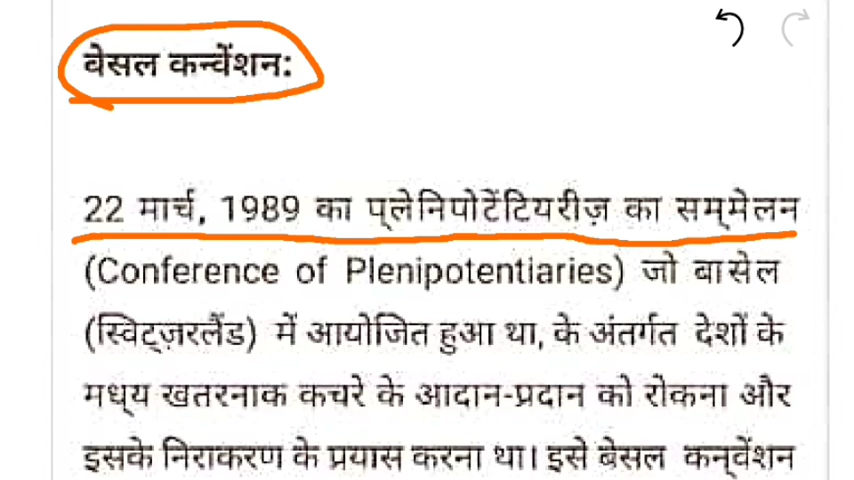 बेसल कन्वेंशन:
22 मार्च, 1989 का प्लेनिपोटेंटियरीज़ का सम्मेलन
(Conference of Plenipotentiaries) जो बासेल
(स्विट्ज़रलैंड) में आयोजित हुआ था, के अंतर्गत देशों के
मध्य खतरनाक कचरे के आदान-प्रदान को रोकना और
इसके निराकरण के प्रयास करना था। इसे बेसल कन्वेंशन